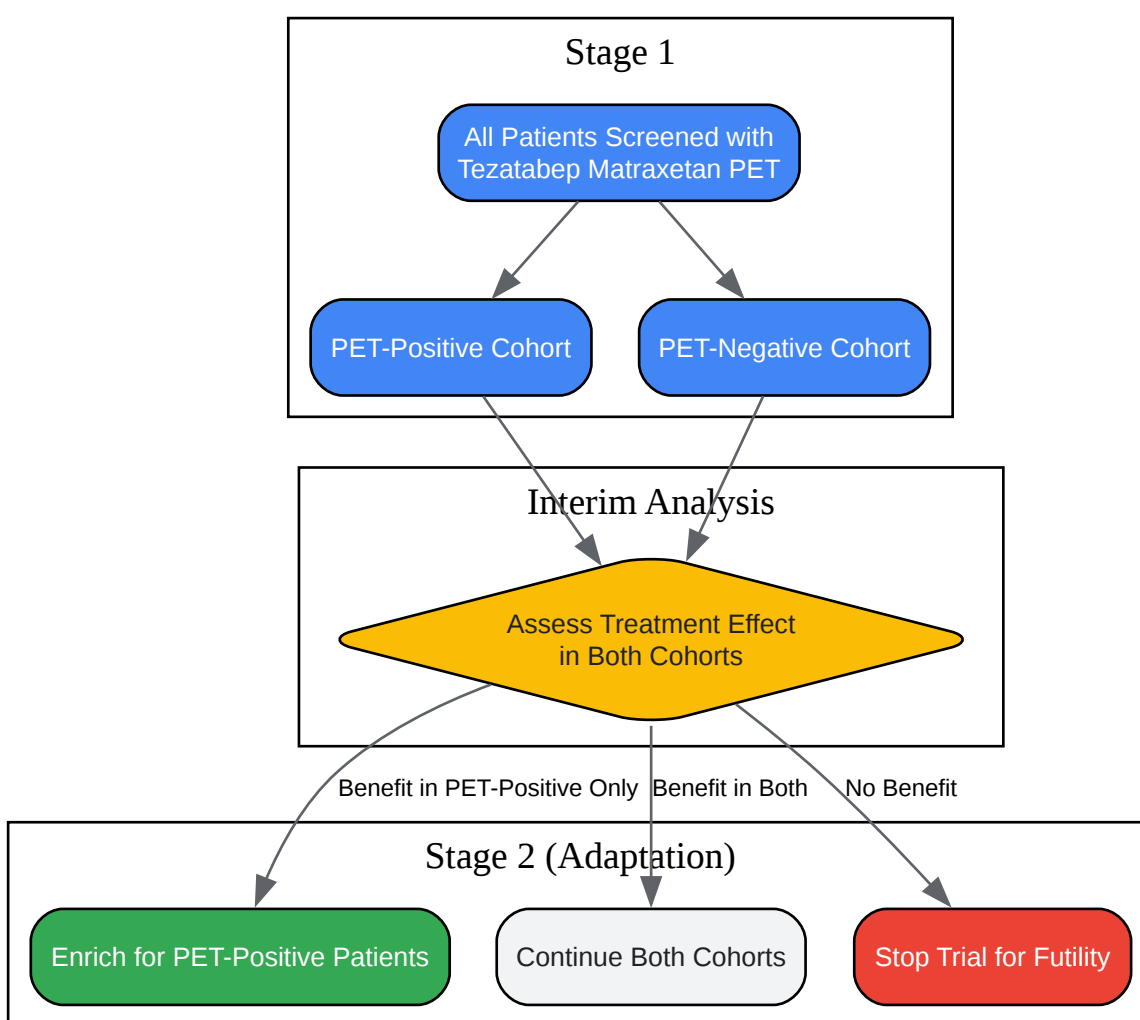 Stage 1
All Patients Screened with
Tezatabep Matraxetan PET
PET-Positive Cohort
PET-Negative Cohort
Interim Analysis
Assess Treatment Effect
in Both Cohorts
Benefit in PET-Positive Only
Benefit in Both
No Benefit
Stage 2 (Adaptation)
Enrich for PET-Positive Patients
Continue Both Cohorts
Stop Trial for Futility